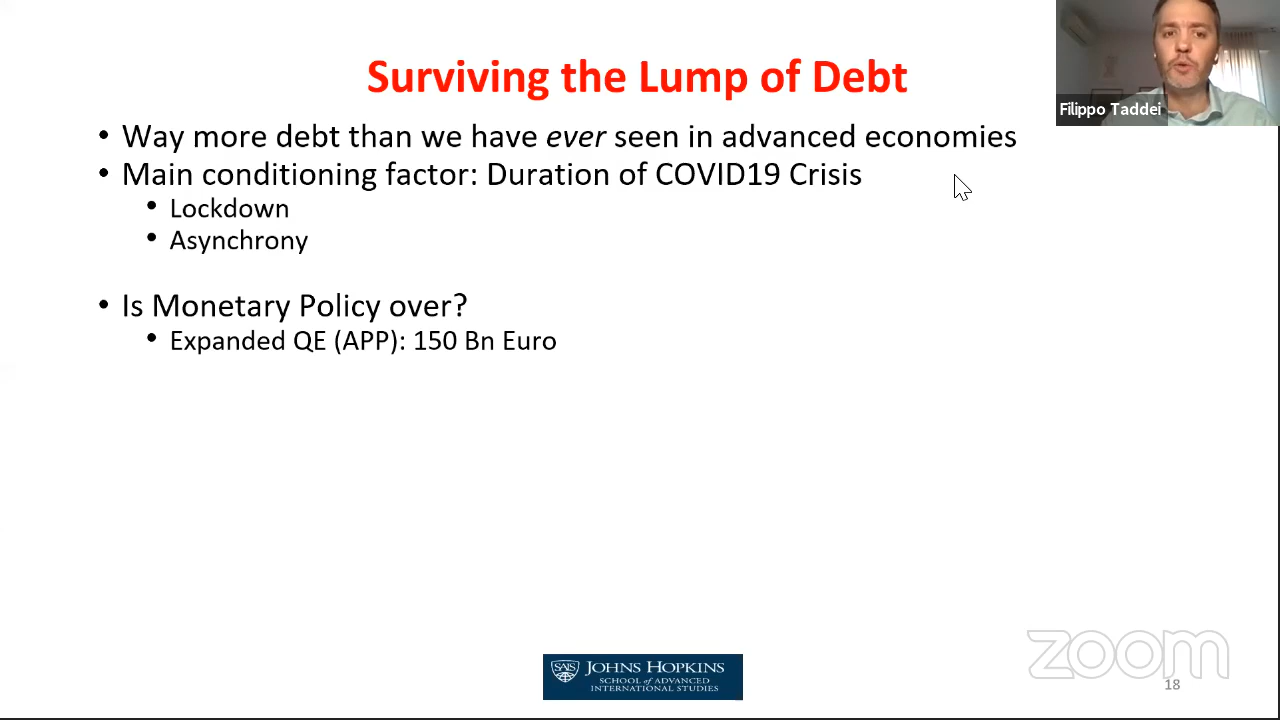 Surviving the Lump of Debt
Filippo Taddei
• Way more debt than we have ever seen in advanced economies
• Main conditioning factor: Duration of COVID19 Crisis
• Lockdown
• Asynchrony
• Is Monetary Policy over?
• Expanded QE (APP): 150 Bn Euro
SAIS
JOHNS HOPKINS
SCHOOL of ADVANCED
INTERNATIONAL STUDIES
zoom
18